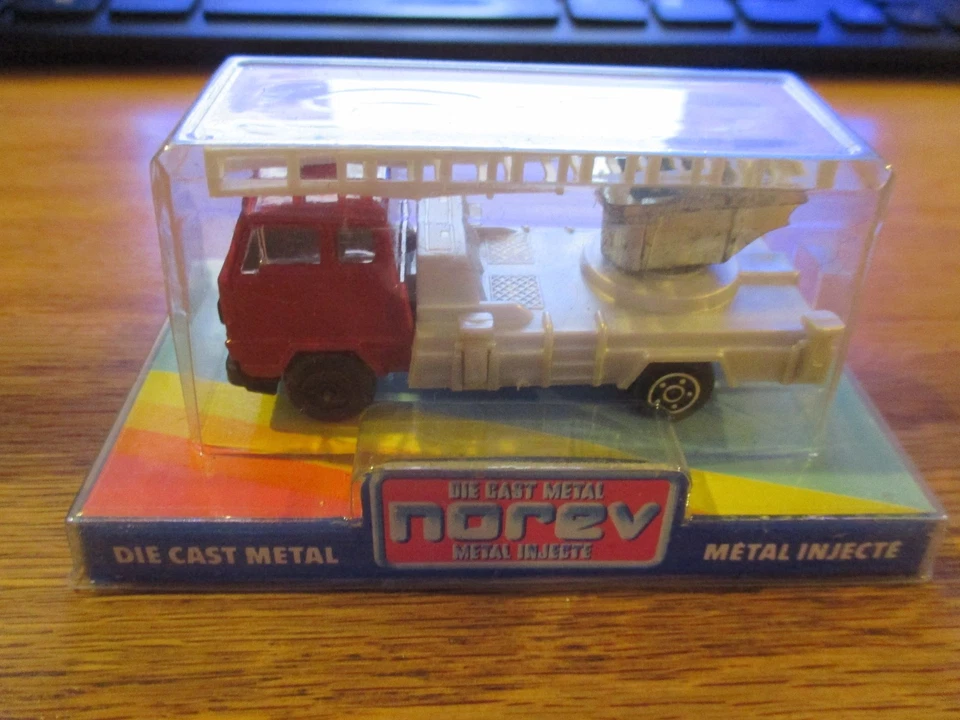 DIE CAST METAL
norev
METAL INJECTE
DIE CAST METAL
MÉTAL INJECTÉ